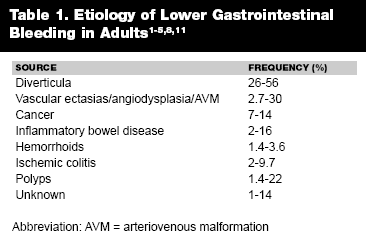 Table 1. Etiology of Lower Gastrointestinal
Bleeding in Adults1-5,8,11
SOURCE FREQUENCY (%)
Diverticula 26-56
Vascular ectasias/angiodysplasia/AVM 2.7-30
Cancer 7-14
Inflammatory bowel disease 2-16
Hemorrhoids 1.4-3.6
Ischemic colitis 2-9.7
Polyps 1.4-22
Unknown 1-14
Abbreviation: AVM = arteriovenous malformation